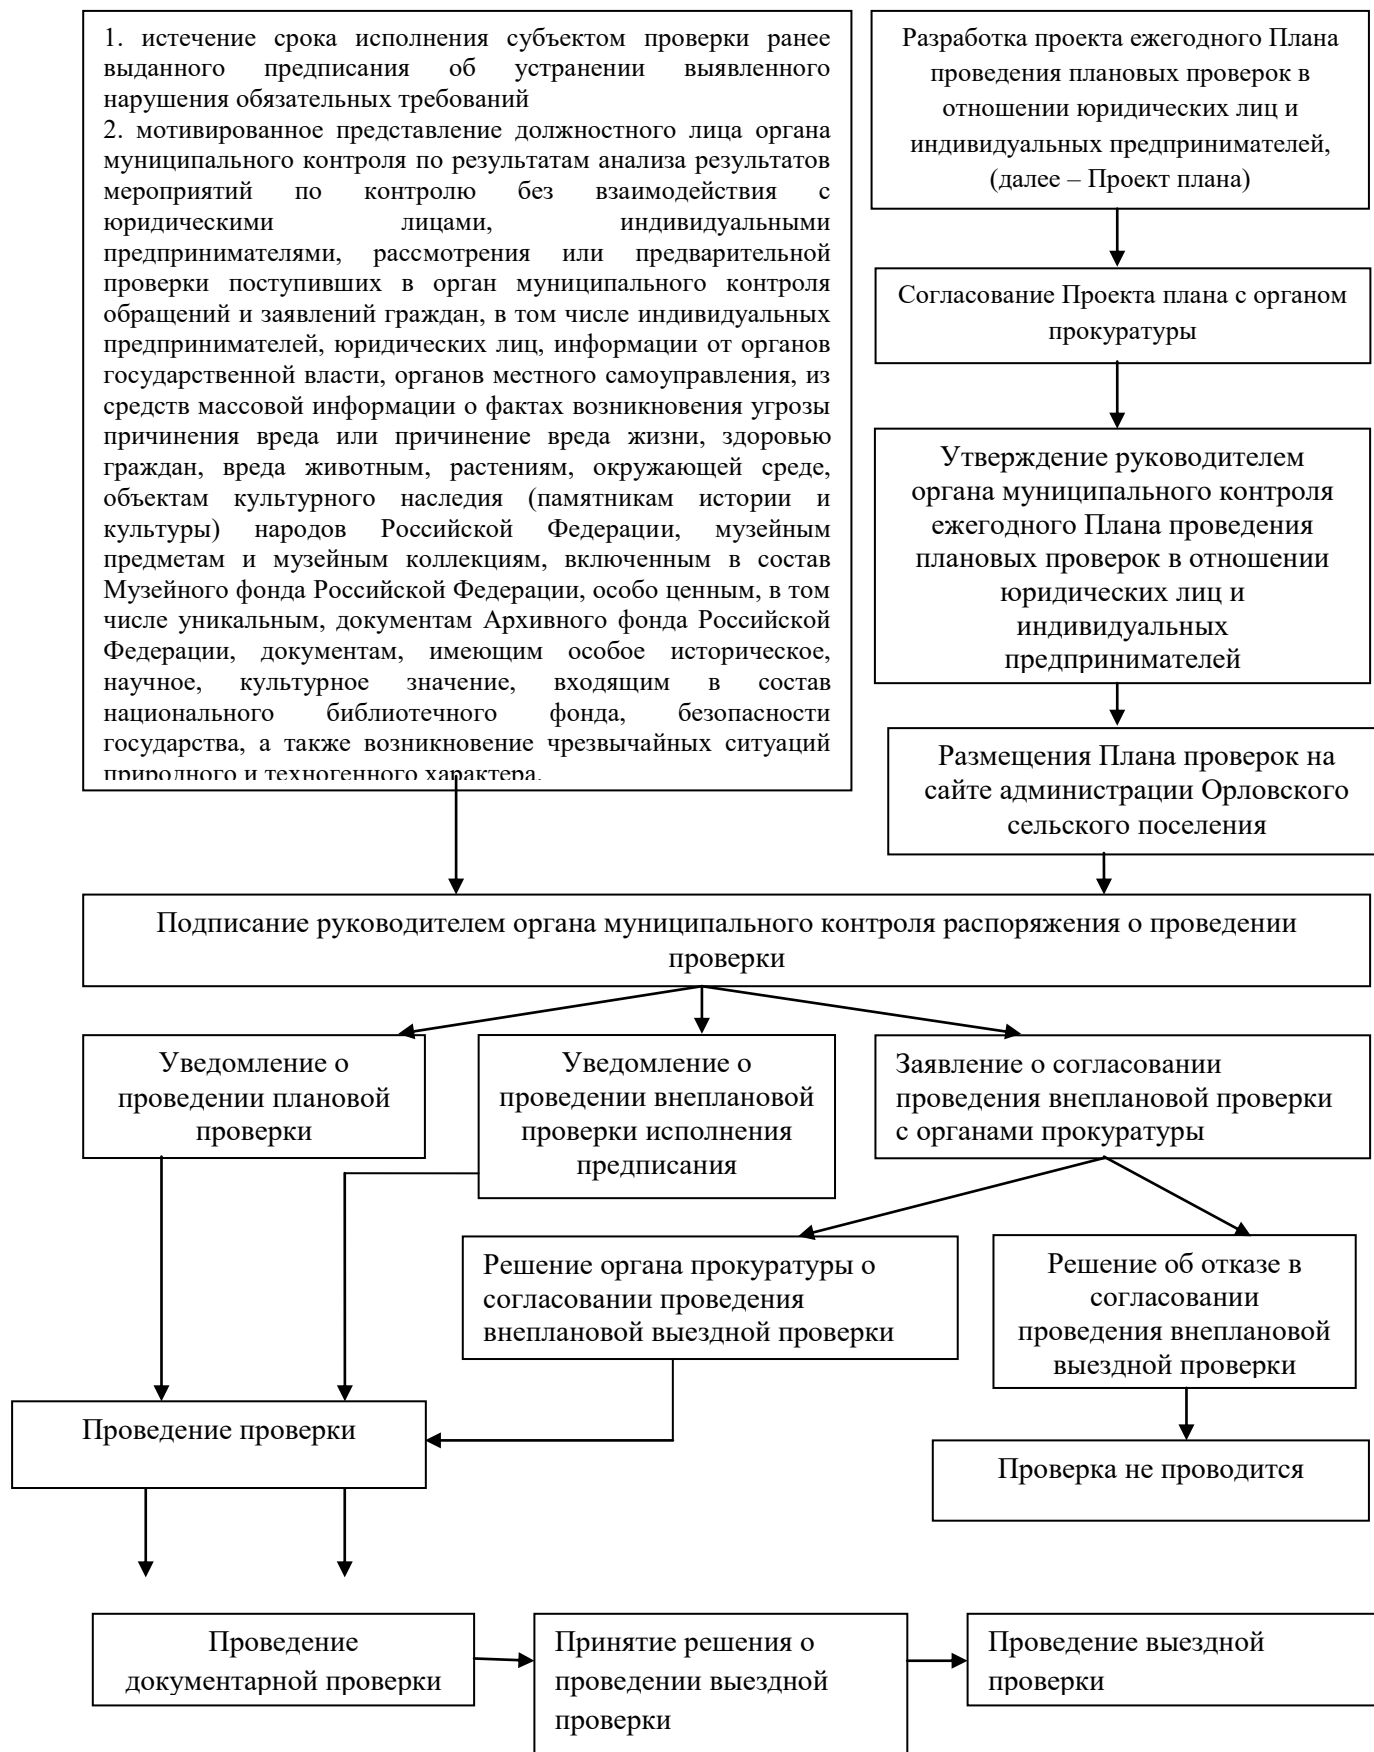 1. истечение срока исполнения субъектом проверки ранее
выданного предписания об устранении выявленного
нарушения обязательных требований
2. мотивированное представление должностного лица органа
муниципального контроля по результатам анализа результатов
мероприятий по контролю без взаимодействия с
юридическими лицами, индивидуальными
предпринимателями, рассмотрения или предварительной
проверки поступивших в орган муниципального контроля
обращений и заявлений граждан, в том числе индивидуальных
предпринимателей, юридических лиц, информации от органов
государственной власти, органов местного самоуправления, из
средств массовой информации о фактах возникновения угрозы
причинения вреда или причинение вреда жизни, здоровью
граждан, вреда животным, растениям, окружающей среде,
объектам культурного наследия (памятникам истории и
культуры) народов Российской Федерации, музейным
предметам и музейным коллекциям, включенным в состав
Музейного фонда Российской Федерации, особо ценным, в том
числе уникальным, документам Архивного фонда Российской
Федерации, документам, имеющим особое историческое,
научное, культурное значение, входящим в состав
национального библиотечного фонда, безопасности
государства, а также возникновение чрезвычайных ситуаций
природного и техногенного характера.
Разработка проекта ежегодного Плана
проведения плановых проверок в
отношении юридических лиц и
индивидуальных предпринимателей,
(далее – Проект плана)
Согласование Проекта плана с органом
прокуратуры
Утверждение руководителем
органа муниципального контроля
ежегодного Плана проведения
плановых проверок в отношении
юридических лиц и
индивидуальных
предпринимателей
Размещения Плана проверок на
сайте администрации Орловского
сельского поселения
Подписание руководителем органа муниципального контроля распоряжения о проведении
проверки
Уведомление о
проведении плановой
проверки
Уведомление о
проведении внеплановой
проверки исполнения
предписания
Заявление о согласовании
проведения внеплановой проверки
с органами прокуратуры
Решение органа прокуратуры о
согласовании проведения
внеплановой выездной проверки
Решение об отказе в
согласовании
проведения внеплановой
выездной проверки
Проведение проверки
Проверка не проводится
Проведение
документарной проверки
Принятие решения о
проведении выездной
проверки
Проведение выездной
проверки